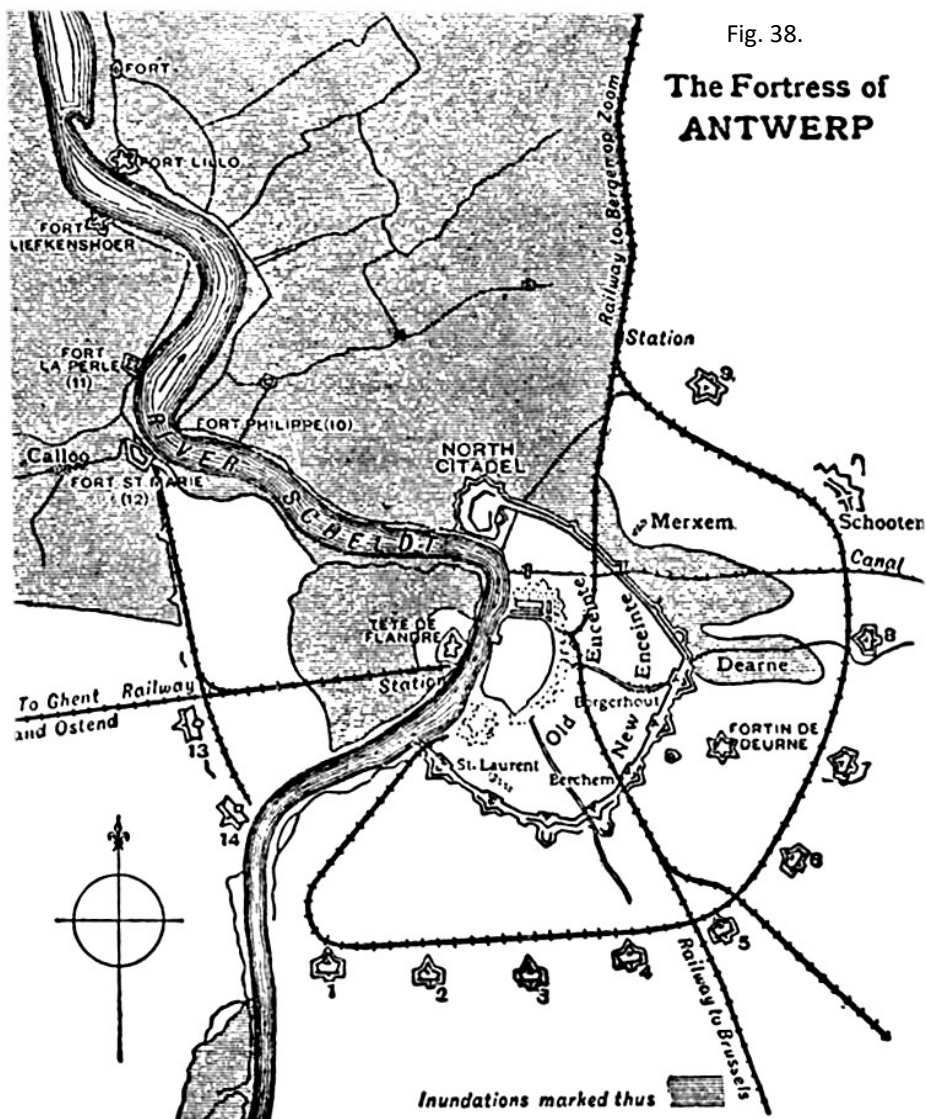 Fig. 38.
The Fortress of
ANTWERP
FORT
FORT LILLO
FORT
LIEFKENSHOER
Railway to Bergen op Zoom
Station
9.
FORT
LA PERLE
(11)
FORT PHILIPPE (10)
RIVER SCHELDT
NORTH
CITADEL
Calloo
FORT ST. MARIE
(12)
Merxem.
Schooten
Canal
TÊTE DE
FLANDRE
Old Enceinte
New Enceinte
8
Dearne
Station
To Ghent Railway
and Ostend
Borgerhout
FORTIN DE
DEURNE
13
St. Laurent
Berchem
7
14
6
5
1
2
3
4
Railway to Brussels
Inundations marked thus